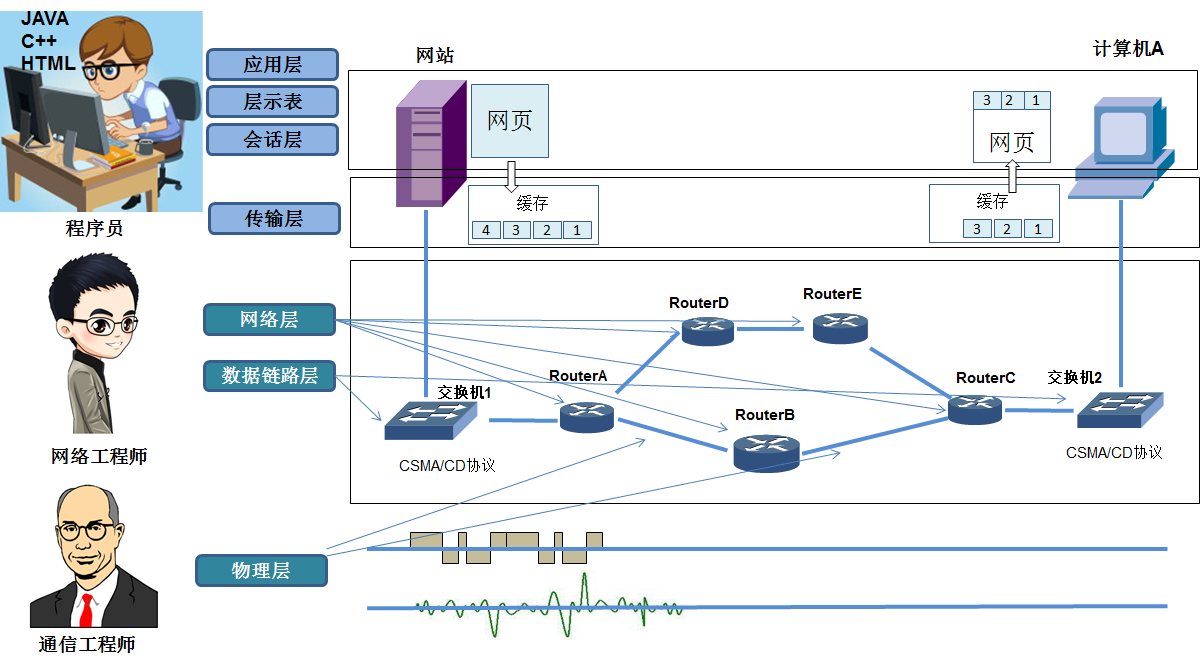 JAVA
C++
HTML
程序员
应用层
层示表
会话层
传输层
网站
网页
缓存
4 3 2 1
计算机A
3 2 1
网页
缓存
3 2 1
网络工程师
网络层
数据链路层
RouterD
RouterE
RouterA
RouterB
RouterC
交换机1
CSMA/CD协议
交换机2
CSMA/CD协议
通信工程师
物理层